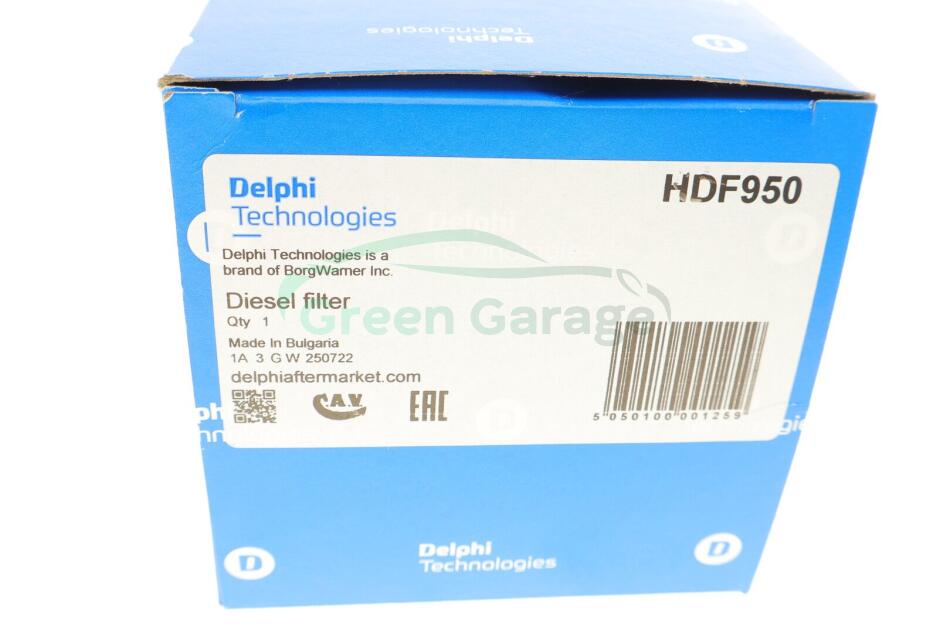 Delphi
Technologies
D
Delphi
Technologies
HDF950
Delphi Technologies is a
brand of BorgWarner Inc.
Diesel filter
Qty 1
Green Garage
Made In Bulgaria
1A 3 G W 250722
delphiaftermarket.com
C.A.V.
EAC
5 050100 001259
D
Delphi
Technologies
D